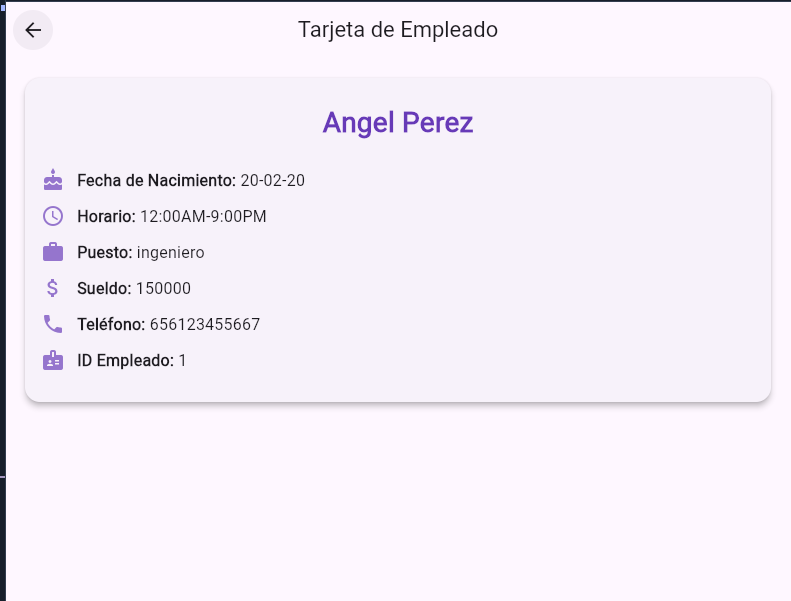 Tarjeta de Empleado
Angel Perez
Fecha de Nacimiento: 20-02-20
Horario: 12:00AM-9:00PM
Puesto: ingeniero
Sueldo: 150000
Teléfono: 656123455667
ID Empleado: 1